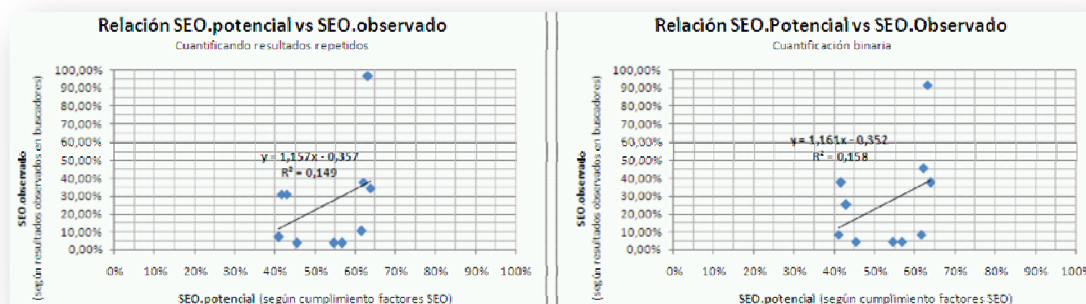 Relación SEO.potencial vs SEO.observado
Cuantificando resultados repetidos
SEO.observado
(según resultados observados en buscadores)
100,00%
90,00%
80,00%
70,00%
60,00%
50,00%
40,00%
30,00%
20,00%
10,00%
0,00%
y = 1,157x - 0,357
R² = 0,149
0% 10% 20% 30% 40% 50% 60% 70% 80% 90% 100%
SEO.potencial (según cumplimiento factores SEO)
Relación SEO.Potencial vs SEO.Observado
Cuantificación binaria
SEO.observado
(según resultados observados en buscadores)
100,00%
90,00%
80,00%
70,00%
60,00%
50,00%
40,00%
30,00%
20,00%
10,00%
0,00%
y = 1,161x - 0,352
R² = 0,158
0% 10% 20% 30% 40% 50% 60% 70% 80% 90% 100%
SEO.potencial (según cumplimiento factores SEO)